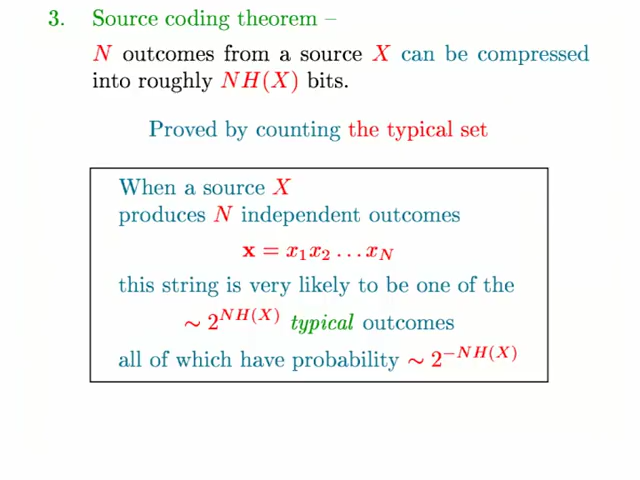 3. Source coding theorem –
N outcomes from a source X can be compressed
into roughly NH(X) bits.
Proved by counting the typical set
When a source X
produces N independent outcomes
x = x₁x₂ … x_N
this string is very likely to be one of the
∼ 2^{NH(X)} typical outcomes
all of which have probability ∼ 2^{−NH(X)}